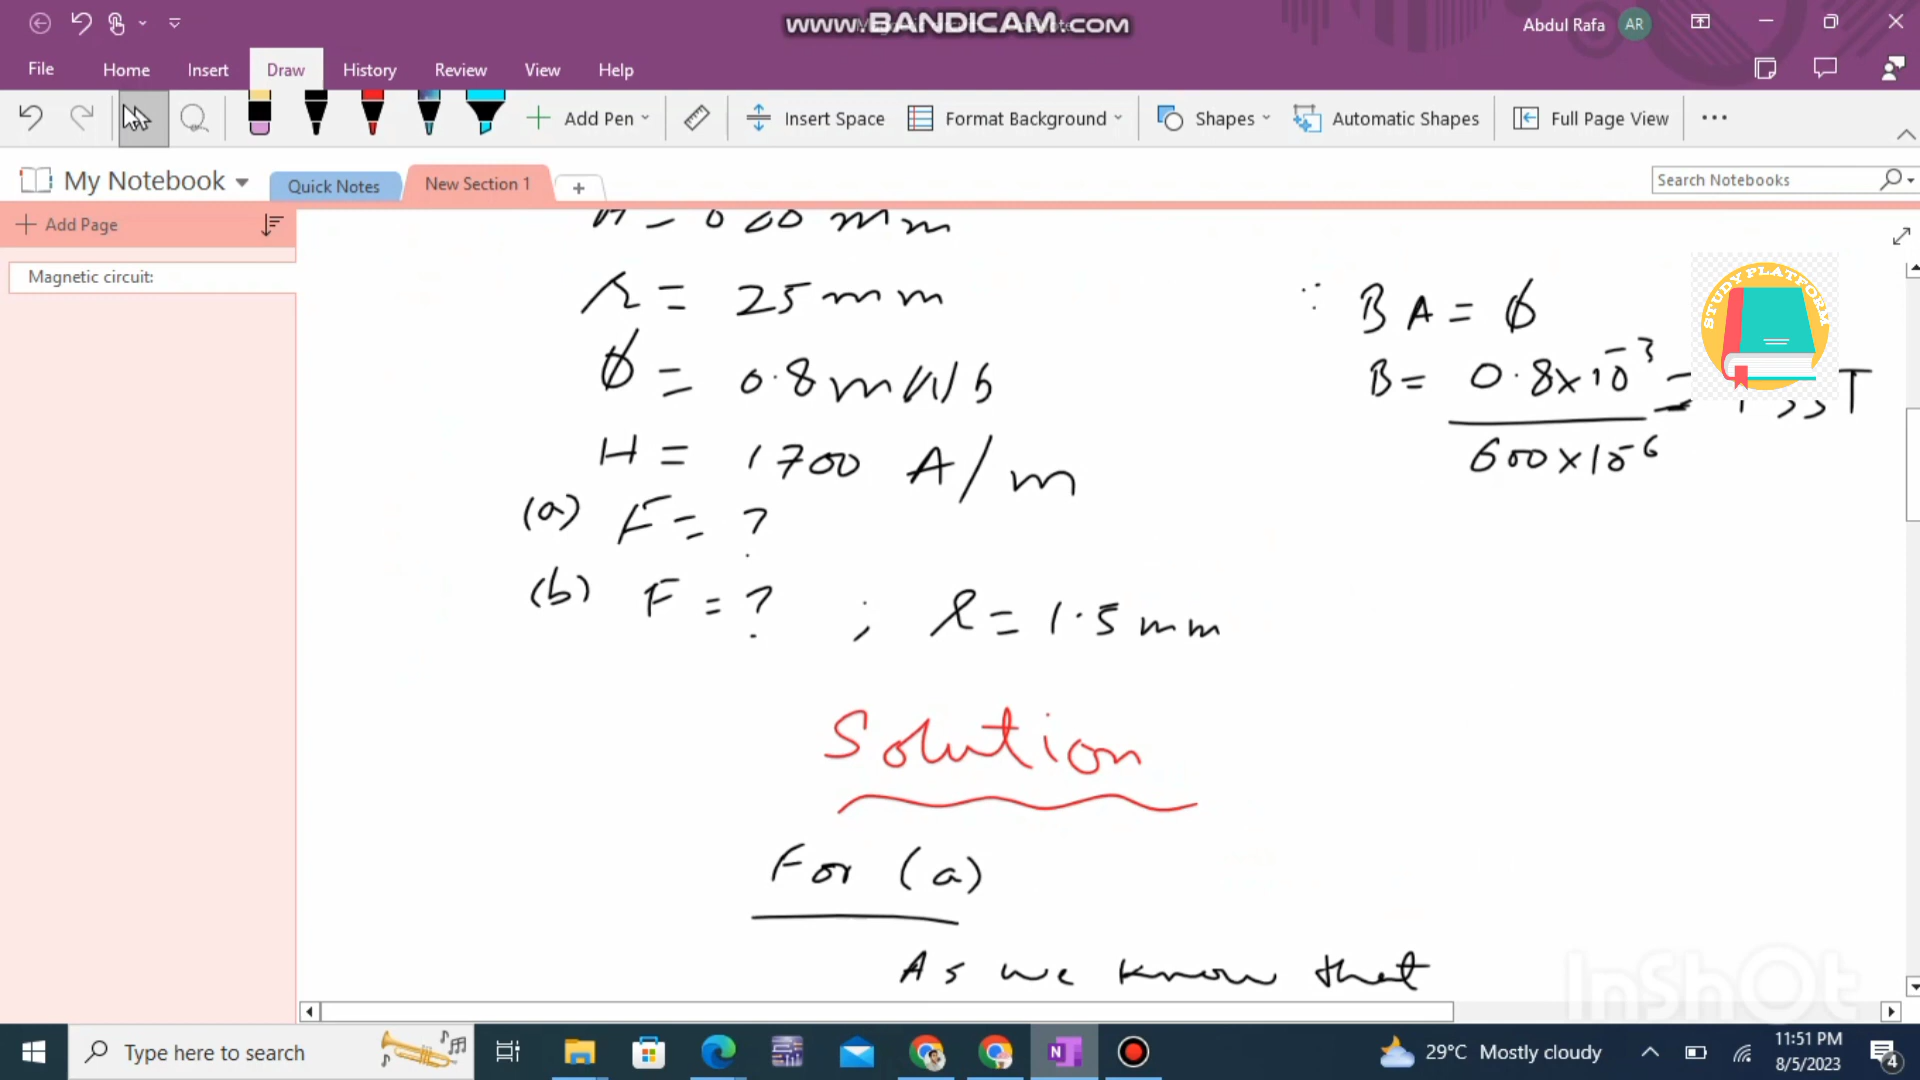 www.BANDICAM.com
Abdul Rafa AR
File Home Insert Draw History Review View Help
Add Pen Insert Space Format Background Shapes Automatic Shapes Full Page View
My Notebook Quick Notes New Section 1 Search Notebooks
Add Page
Magnetic circuit:
r = 25 mm
ϕ = 0.8 mWb
H = 1700 A/m
(a) F = ?
(b) F = ? ; l = 1.5 mm
∵ BA = ϕ
B = 0.8×10⁻³ =
600×10⁻⁶
T
STUDY PLATFORM
Solution
For (a)
As we know that
InShOt
Type here to search
29°C Mostly cloudy
11:51 PM
8/5/2023
4